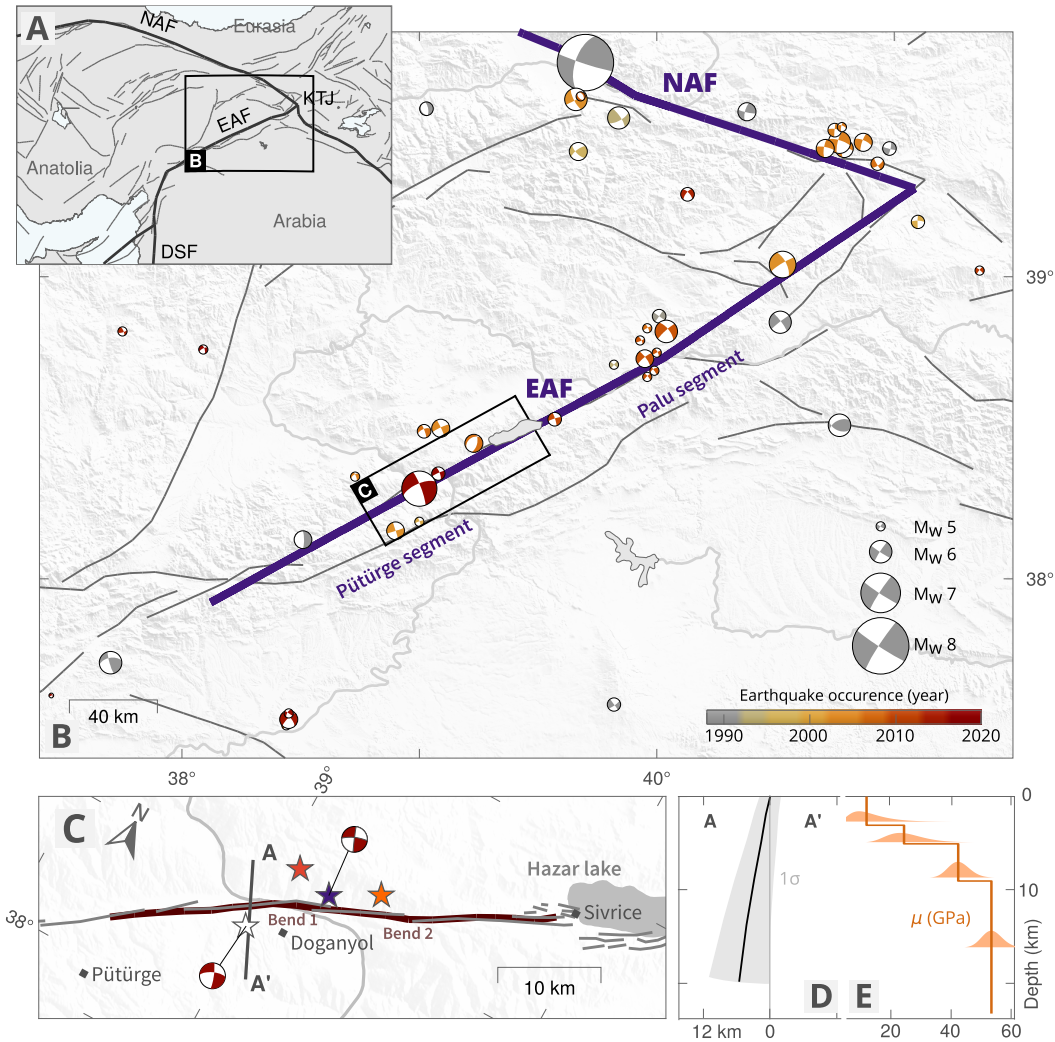 A
NAF
Eurasia
KTJ
EAF
B
Anatolia
Arabia
DSF
NAF
39°
EAF
Palu segment
C
Pütürge segment
38°
Mw 5
Mw 6
Mw 7
Mw 8
Earthquake occurence (year)
1990 2000 2010 2020
40 km
B
38° 39° 40°
C
N
A
Hazar lake
38°
Bend 1
Sivrice
Doganyol
Bend 2
Pütürge
A'
10 km
A A'
1σ
D
12 km 0
0
10
μ (GPa)
Depth (km)
E
20 40 60